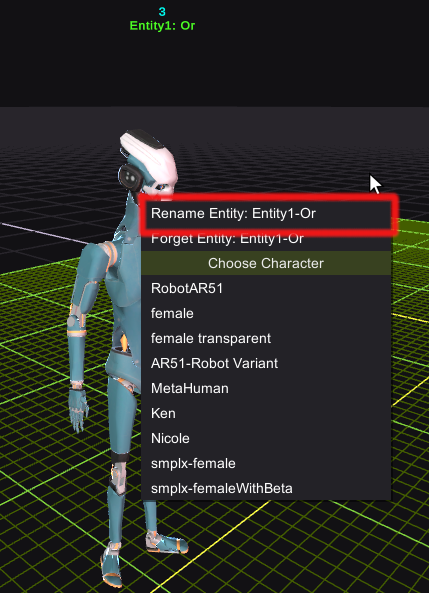 3
Entity1: Or
Rename Entity: Entity1-Or
Forget Entity: Entity1-Or
Choose Character
RobotAR51
female
female transparent
AR51-Robot Variant
MetaHuman
Ken
Nicole
smplx-female
smplx-femaleWithBeta